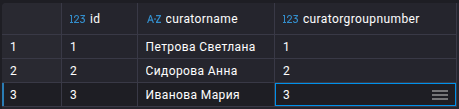 123 id A-Z curatorname 123 curatorgroupnumber
1 1 Петрова Светлана 1
2 2 Сидорова Анна 2
3 3 Иванова Мария 3